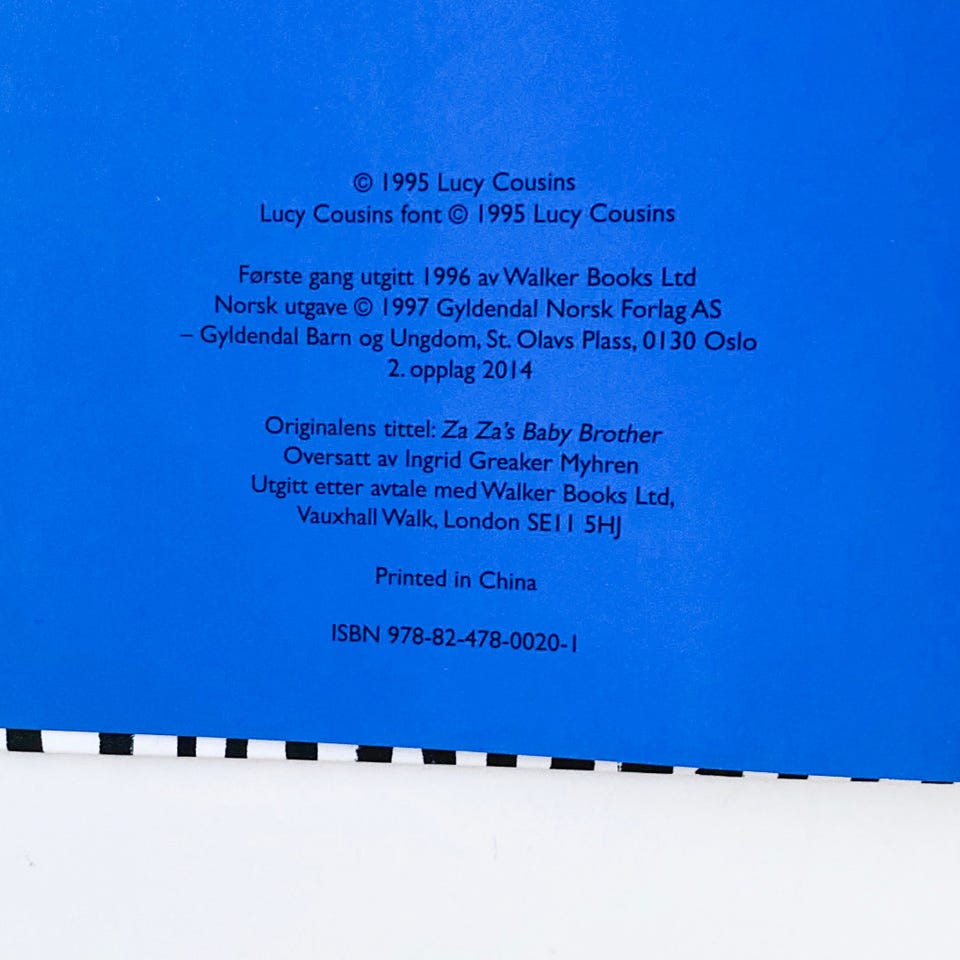 © 1995 Lucy Cousins
Lucy Cousins font © 1995 Lucy Cousins
Første gang utgitt 1996 av Walker Books Ltd
Norsk utgave © 1997 Gyldendal Norsk Forlag AS
– Gyldendal Barn og Ungdom, St. Olavs Plass, 0130 Oslo
2. opplag 2014
Originalens tittel: Za Za's Baby Brother
Oversatt av Ingrid Greaker Myhren
Utgitt etter avtale med Walker Books Ltd,
Vauxhall Walk, London SE11 5HJ
Printed in China
ISBN 978-82-478-0020-1